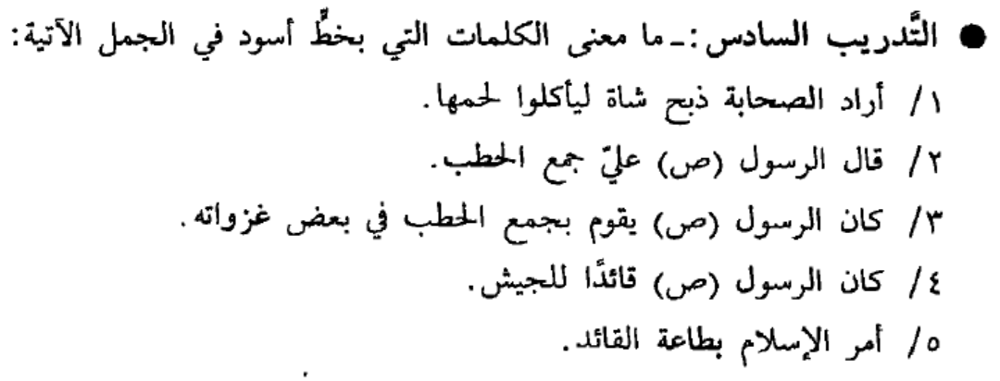 ● التَّدريب السادس :ـ ما معنى الكلمات التي بخطٍّ أسود في الجمل الآتية:
١/ أراد الصحابة ذبح شاة ليأكلوا لحمها.
٢/ قال الرسول (ص) عليّ جمع الحطب.
٣/ كان الرسول (ص) يقوم بجمع الحطب في بعض غزواته.
٤/ كان الرسول (ص) قائدًا للجيش.
٥/ أمر الإسلام بطاعة القائد.